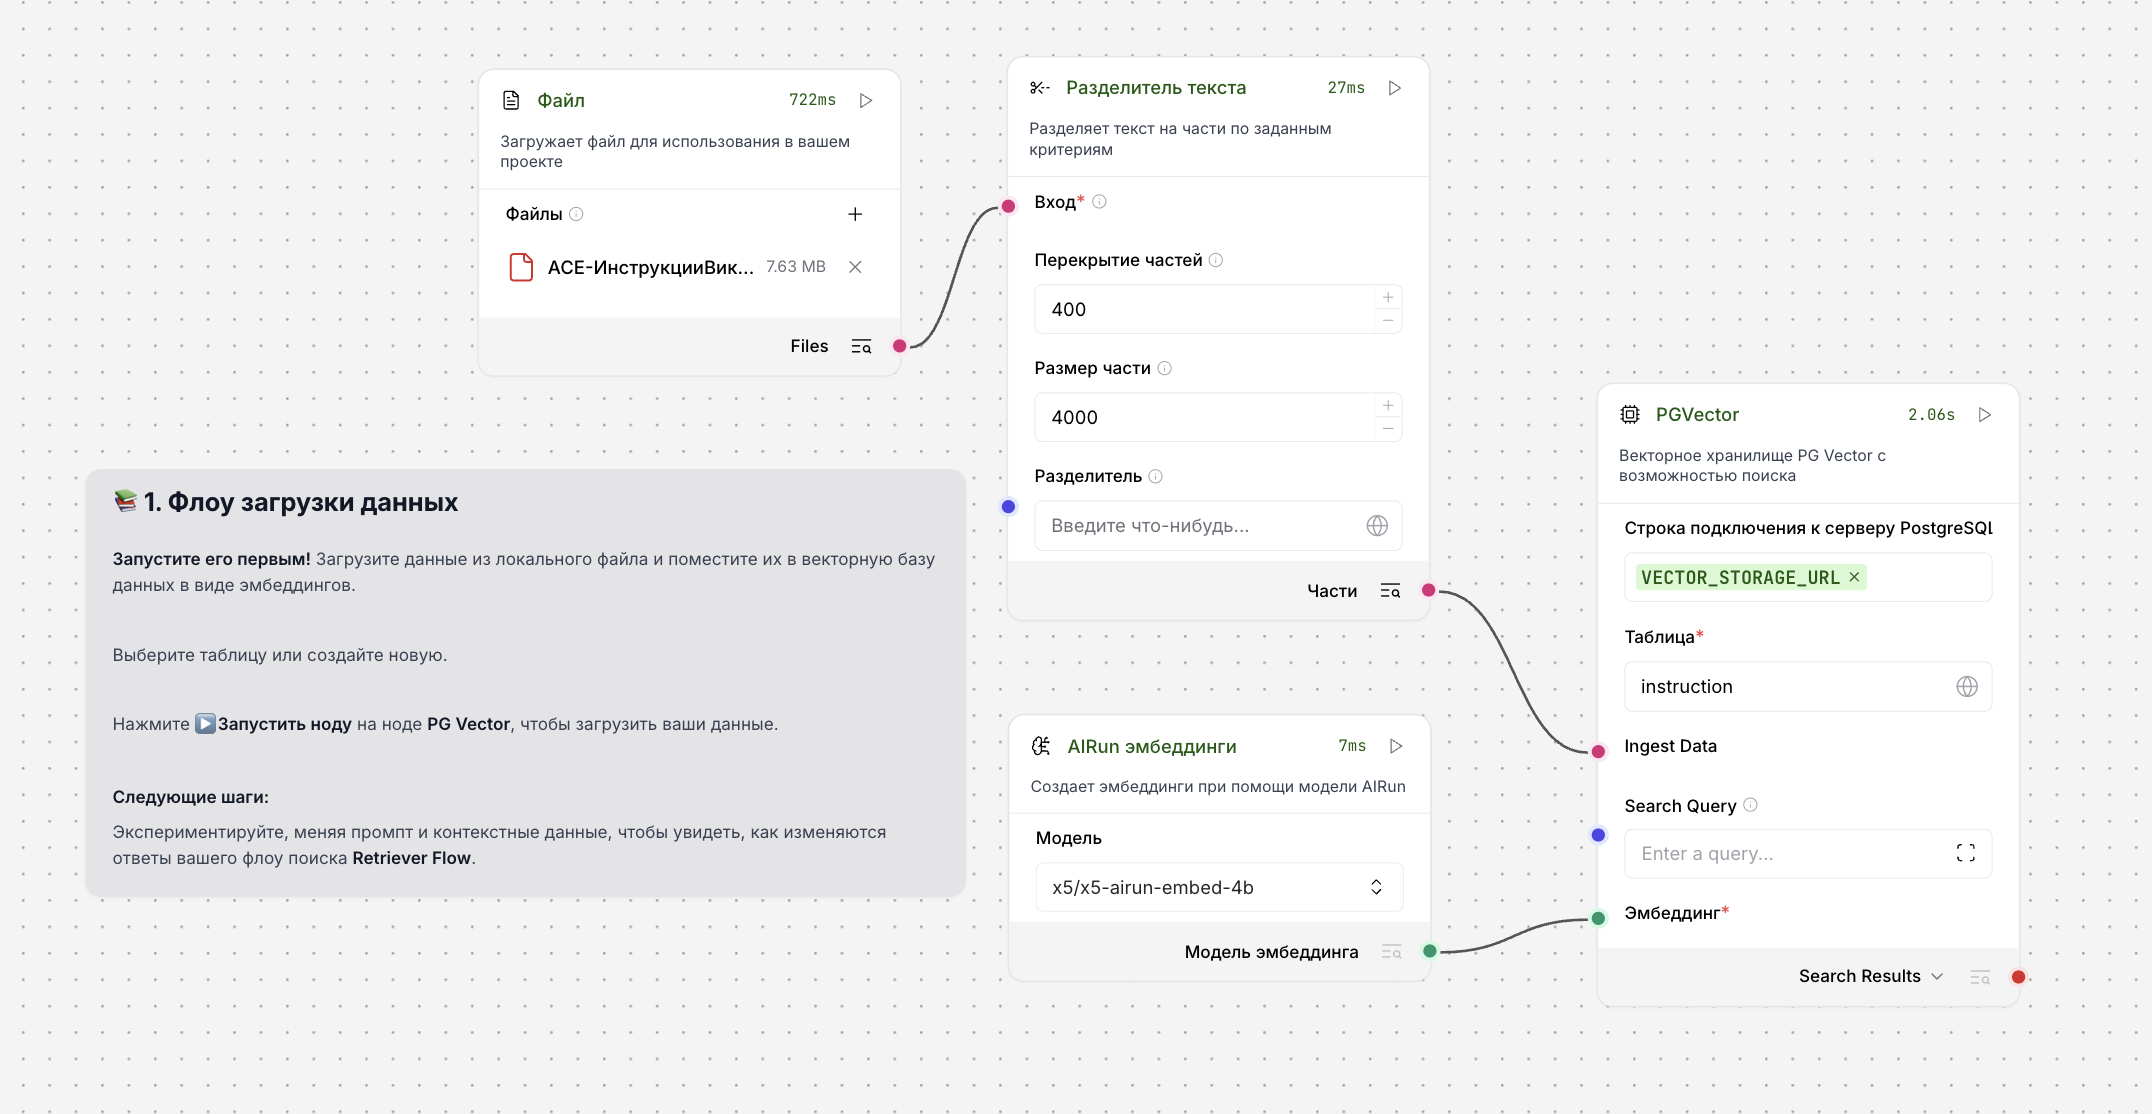 Файл
722ms
Загружает файл для использования в вашем
проекте
Файлы
ACE-ИнструкцииВик...
7.63 MB
Files
Разделитель текста
27ms
Разделяет текст на части по заданным
критериям
Вход*
Перекрытие частей
400
Размер части
4000
Разделитель
Введите что-нибудь...
Части
📚 1. Флоу загрузки данных
Запустите его первым! Загрузите данные из локального файла и поместите их в векторную базу
данных в виде эмбеддингов.
Выберите таблицу или создайте новую.
Нажмите ▶️Запустить ноду на ноде PG Vector, чтобы загрузить ваши данные.
Следующие шаги:
Экспериментируйте, меняя промпт и контекстные данные, чтобы увидеть, как изменяются
ответы вашего флоу поиска Retriever Flow.
AIRun эмбеддинги
7ms
Создает эмбеддинги при помощи модели AIRun
Модель
x5/x5-airun-embed-4b
Модель эмбеддинга
PGVector
2.06s
Векторное хранилище PG Vector с
возможностью поиска
Строка подключения к серверу PostgreSQL
VECTOR_STORAGE_URL
Таблица*
instruction
Ingest Data
Search Query
Enter a query...
Эмбеддинг*
Search Results